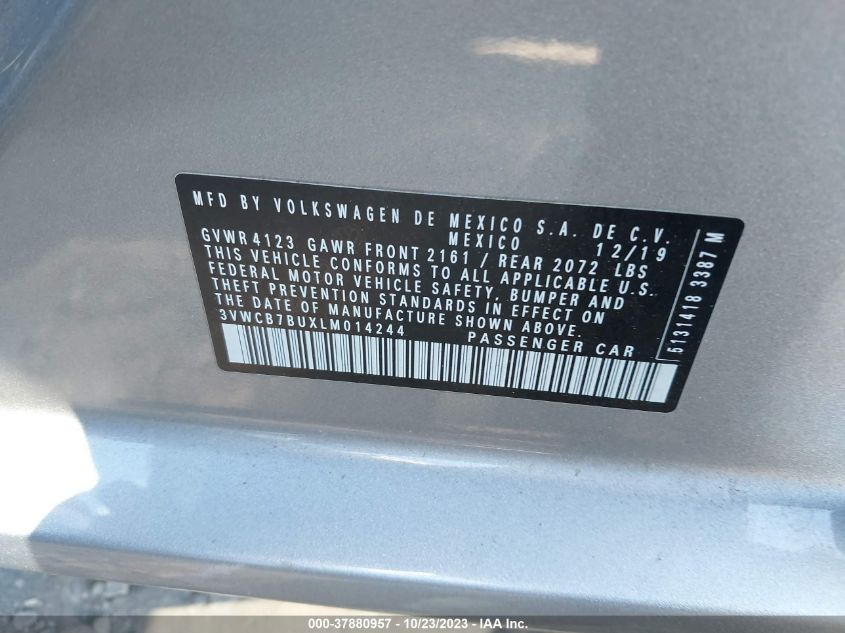 MFD BY VOLKSWAGEN DE MEXICO S.A. DE C.V.
MEXICO 12/19
GVWR 4123 GAWR FRONT 2161 / REAR 2072 LBS
THIS VEHICLE CONFORMS TO ALL APPLICABLE U.S.
FEDERAL MOTOR VEHICLE SAFETY, BUMPER AND
THEFT PREVENTION STANDARDS IN EFFECT ON
THE DATE OF MANUFACTURE SHOWN ABOVE.
3VWCB7BUXLM014244 PASSENGER CAR
51314118 3387 M
000-37880957 - 10/23/2023 - IAA Inc.